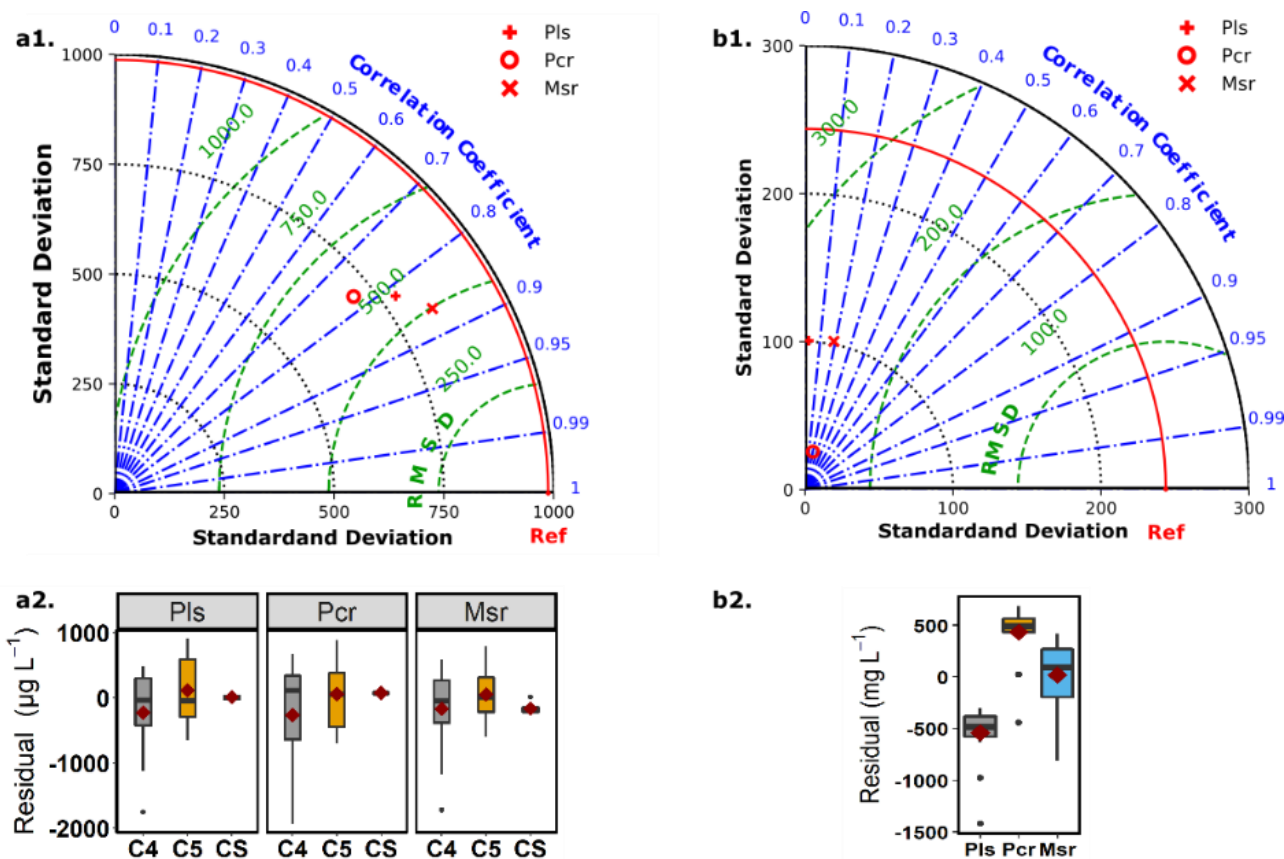 a1.
Pls
Pcr
Msr
0
0.1
0.2
0.3
0.4
0.5
0.6
0.7
0.8
0.9
0.95
0.99
1
Correlation Coefficient
1000
750
500
250
0
Standard Deviation
1000.0
750.0
500.0
250.0
R M S D
0 250 500 750 1000
Standardand Deviation Ref
b1.
Pls
Pcr
Msr
0
0.1
0.2
0.3
0.4
0.5
0.6
0.7
0.8
0.9
0.95
0.99
1
Correlation Coefficient
300
200
100
0
Standard Deviation
300.0
200.0
100.0
RMSD
0 100 200 300
Standardand Deviation Ref
a2.
Pls Pcr Msr
1000
0
-1000
-2000
Residual (µg L⁻¹)
C4 C5 CS C4 C5 CS C4 C5 CS
b2.
500
0
-500
-1000
-1500
Residual (mg L⁻¹)
Pls Pcr Msr